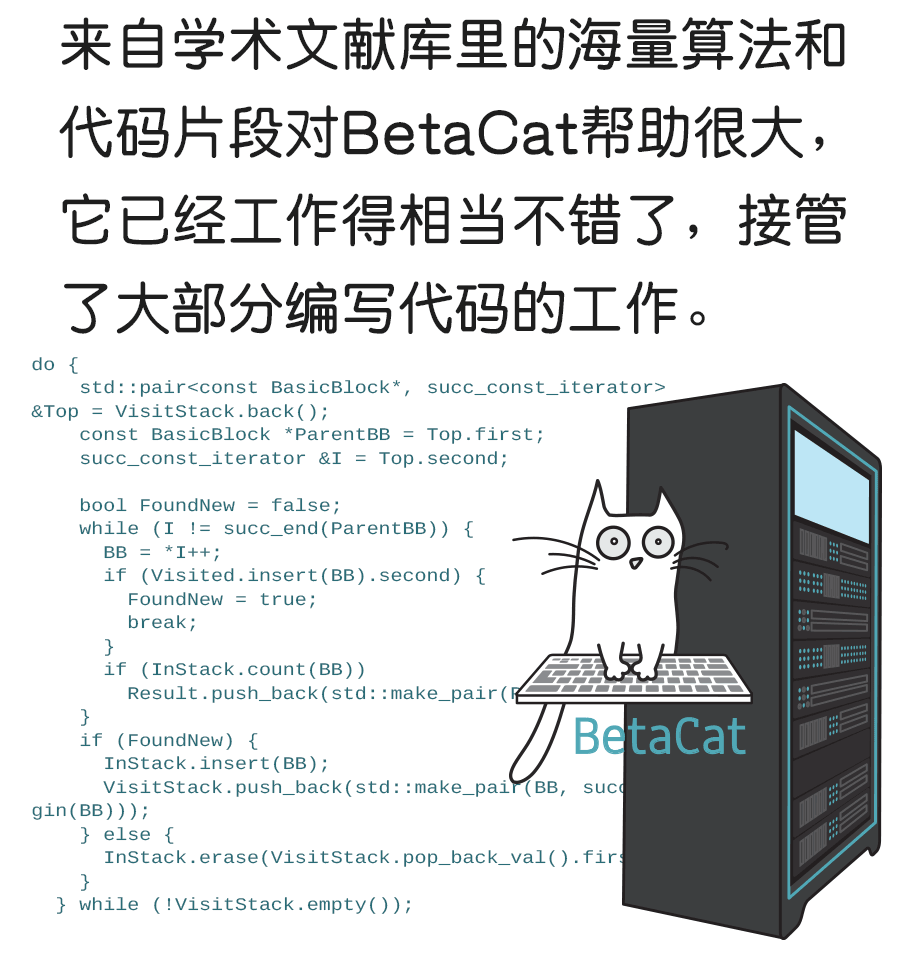 来自学术文献库里的海量算法和
代码片段对BetaCat帮助很大，
它已经工作得相当不错了，接管
了大部分编写代码的工作。
do {
    std::pair<const BasicBlock*, succ_const_iterator>
&Top = VisitStack.back();
    const BasicBlock *ParentBB = Top.first;
    succ_const_iterator &I = Top.second;

    bool FoundNew = false;
    while (I != succ_end(ParentBB)) {
      BB = *I++;
      if (Visited.insert(BB).second) {
        FoundNew = true;
        break;
      }
      if (InStack.count(BB))
        Result.push_back(std::make_pair(
    }
    if (FoundNew) {
      InStack.insert(BB);
      VisitStack.push_back(std::make_pair(BB, succ
gin(BB)));
    } else {
      InStack.erase(VisitStack.pop_back_val().firs
    }
  } while (!VisitStack.empty());
BetaCat